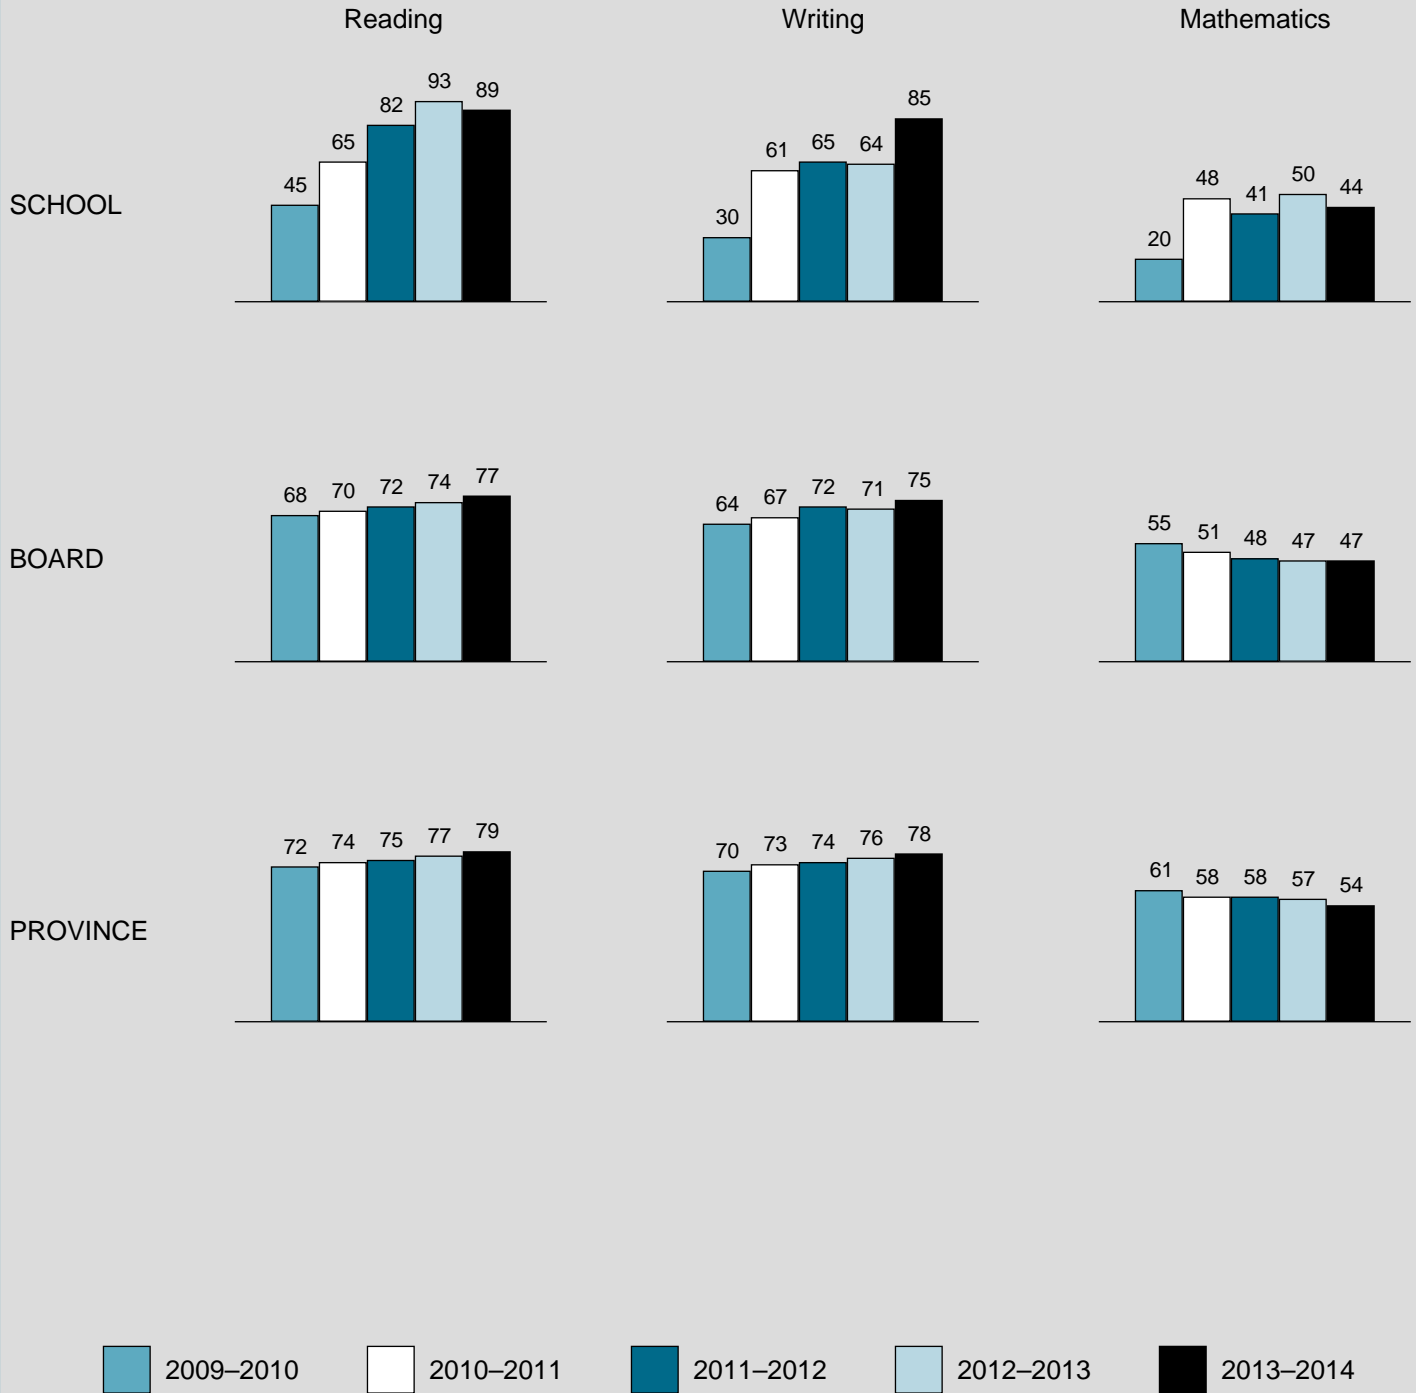 Reading Writing Mathematics
SCHOOL
45 65 82 93 89
30 61 65 64 85
20 48 41 50 44
BOARD
68 70 72 74 77
64 67 72 71 75
55 51 48 47 47
PROVINCE
72 74 75 77 79
70 73 74 76 78
61 58 58 57 54
2009–2010 2010–2011 2011–2012 2012–2013 2013–2014